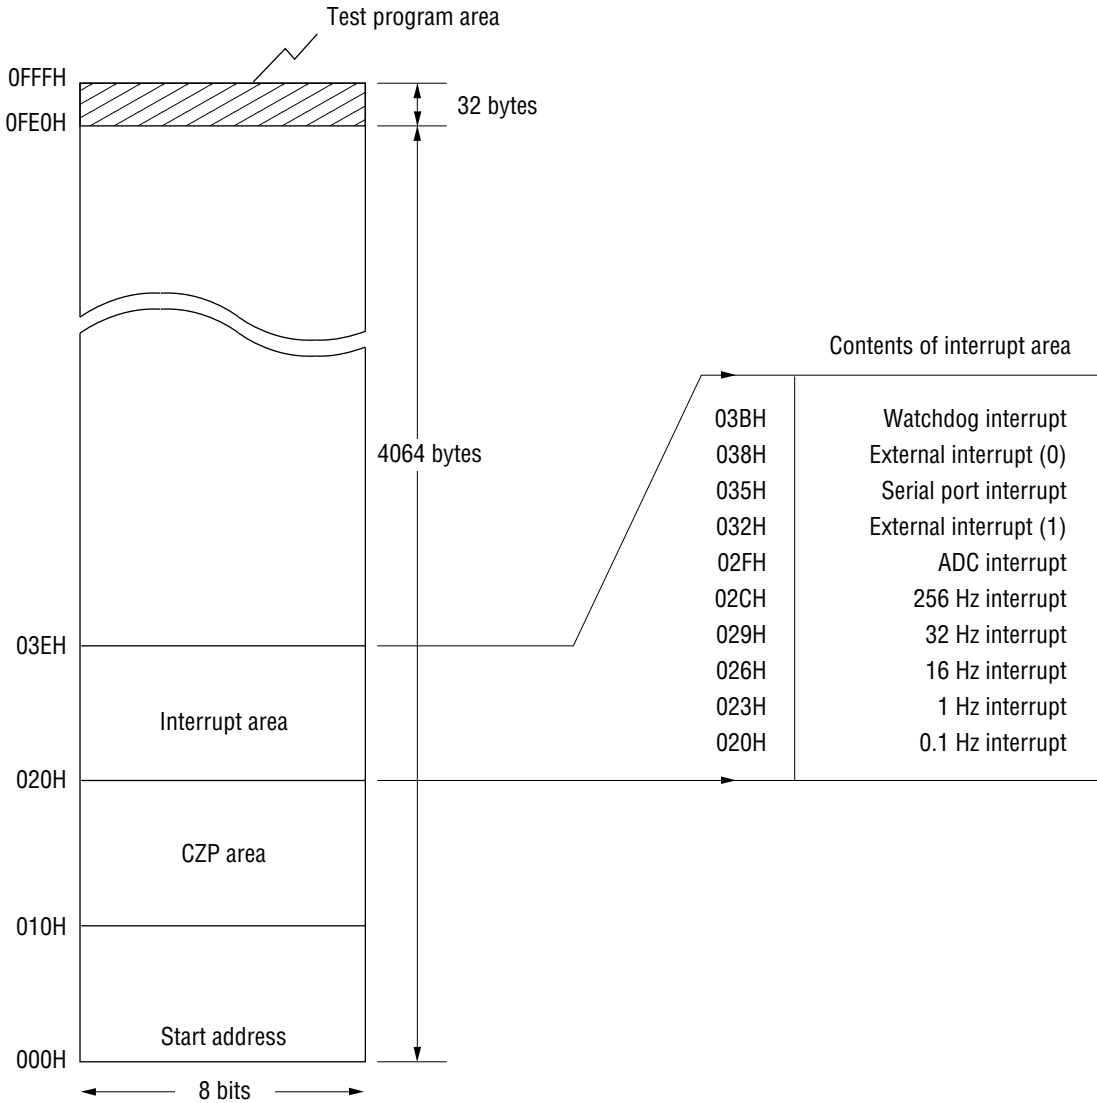 Test program area
0FFFH
32 bytes
0FE0H
Contents of interrupt area
03BH Watchdog interrupt
038H External interrupt (0)
4064 bytes
035H Serial port interrupt
032H External interrupt (1)
02FH ADC interrupt
02CH 256 Hz interrupt
029H 32 Hz interrupt
03EH
026H 16 Hz interrupt
023H 1 Hz interrupt
Interrupt area
020H 0.1 Hz interrupt
020H
CZP area
010H
Start address
000H
8 bits